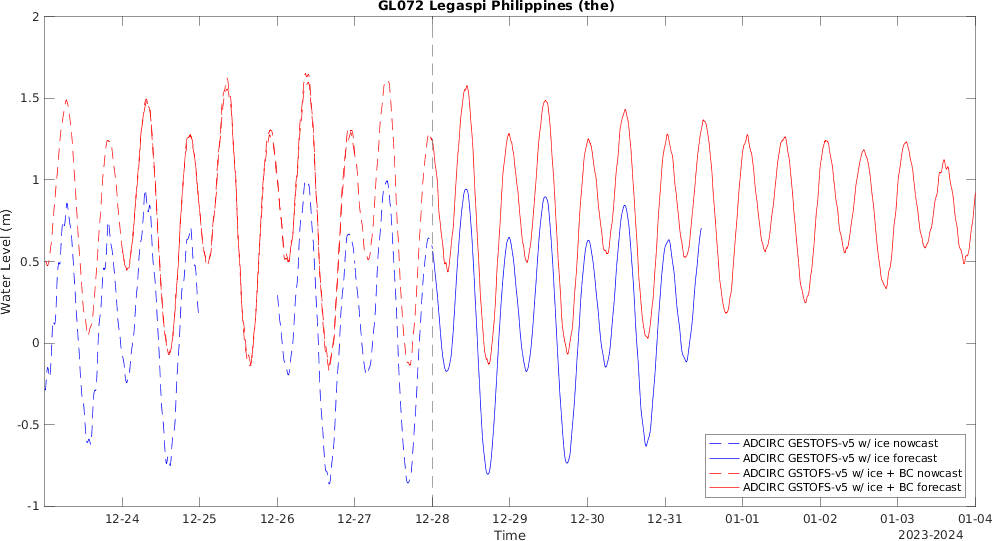 GL072 Legaspi Philippines (the)
2
1.5
1
0.5
0
-0.5
-1
Water Level (m)
12-24
12-25
12-26
12-27
12-28
12-29
12-30
12-31
01-01
01-02
01-03
01-04
Time
2023-2024
ADCIRC GESTOFS-v5 w/ ice nowcast
ADCIRC GESTOFS-v5 w/ ice forecast
ADCIRC GSTOFS-v5 w/ ice + BC nowcast
ADCIRC GSTOFS-v5 w/ ice + BC forecast